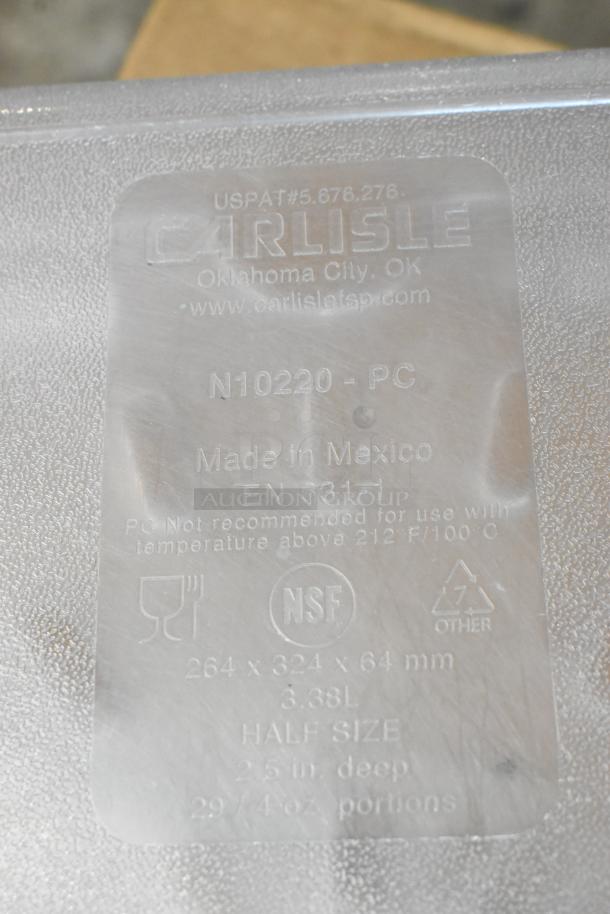 USPAT#5.676.276.
CARLISLE
Oklahoma City, OK
www.carlislefsp.com
N10220 - PC
Made in Mexico
AUCTION GROUP
PC Not recommended for use with
temperature above 212 F/100 C
NSF
7
OTHER
264 x 324 x 64 mm
3.38L
HALF SIZE
2.5 in. deep
29 / 4 oz. portions